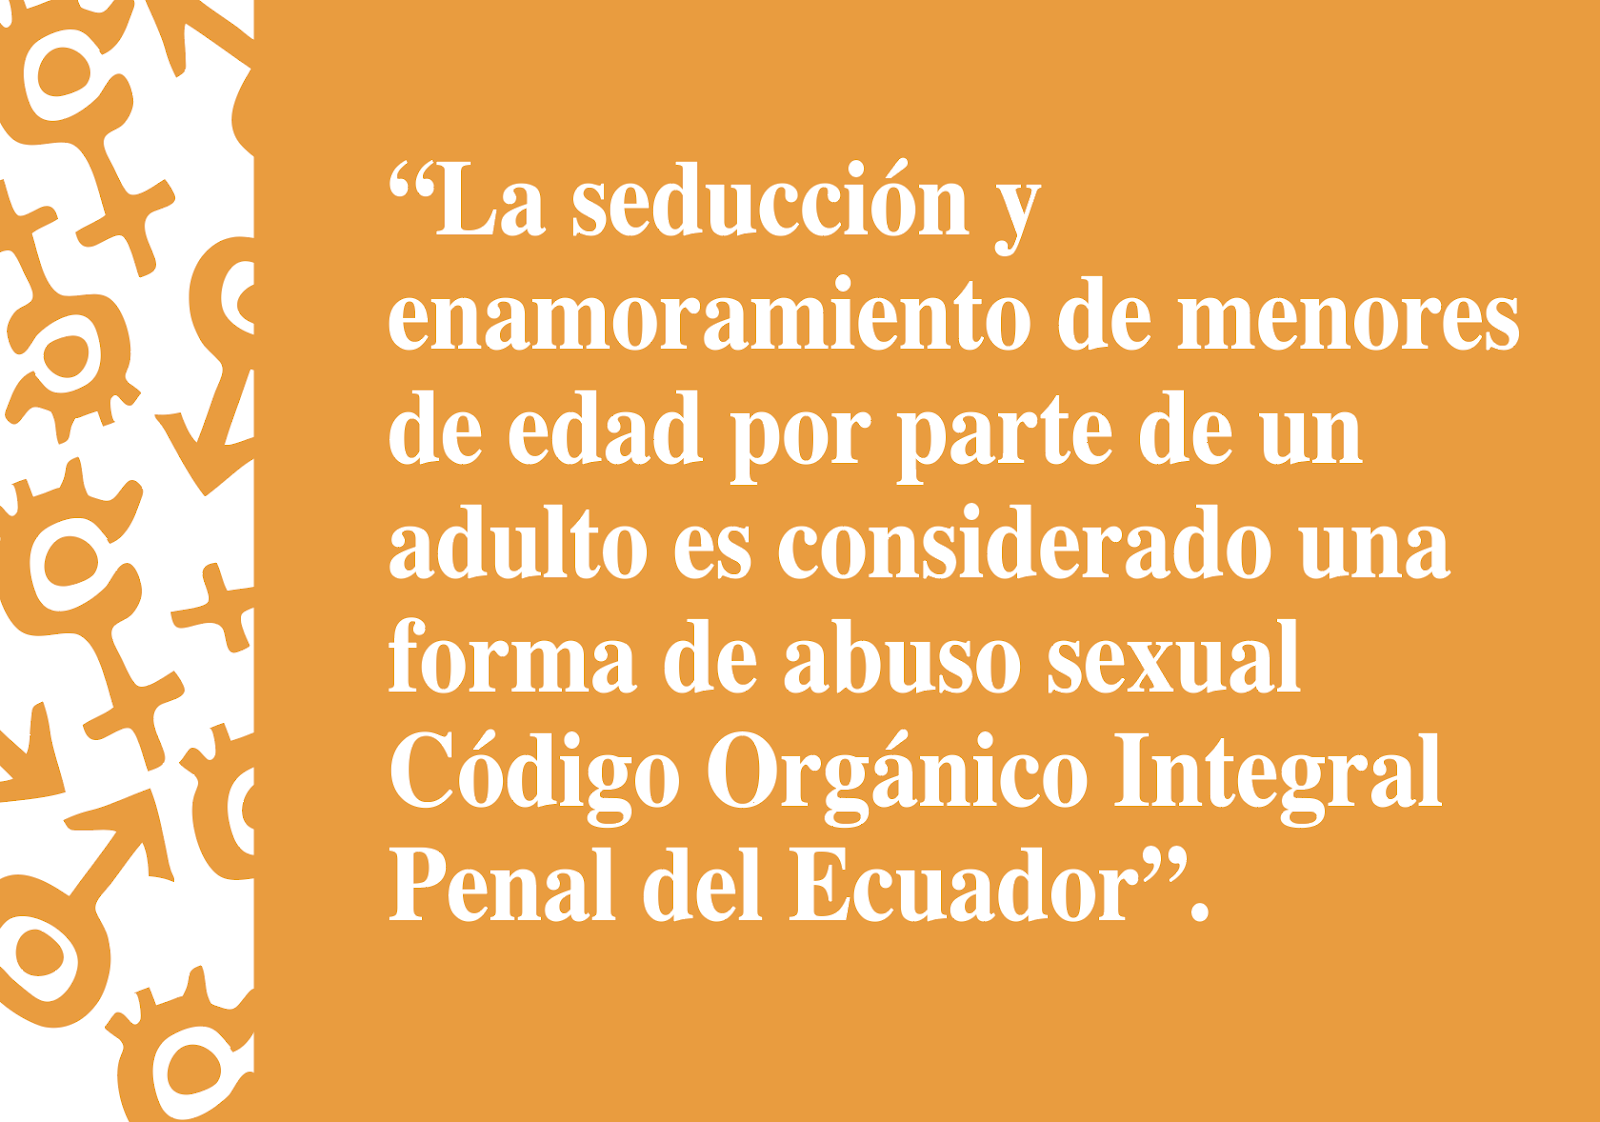 “La seducción y
enamoramiento de menores
de edad por parte de un
adulto es considerado una
forma de abuso sexual
Código Orgánico Integral
Penal del Ecuador”.